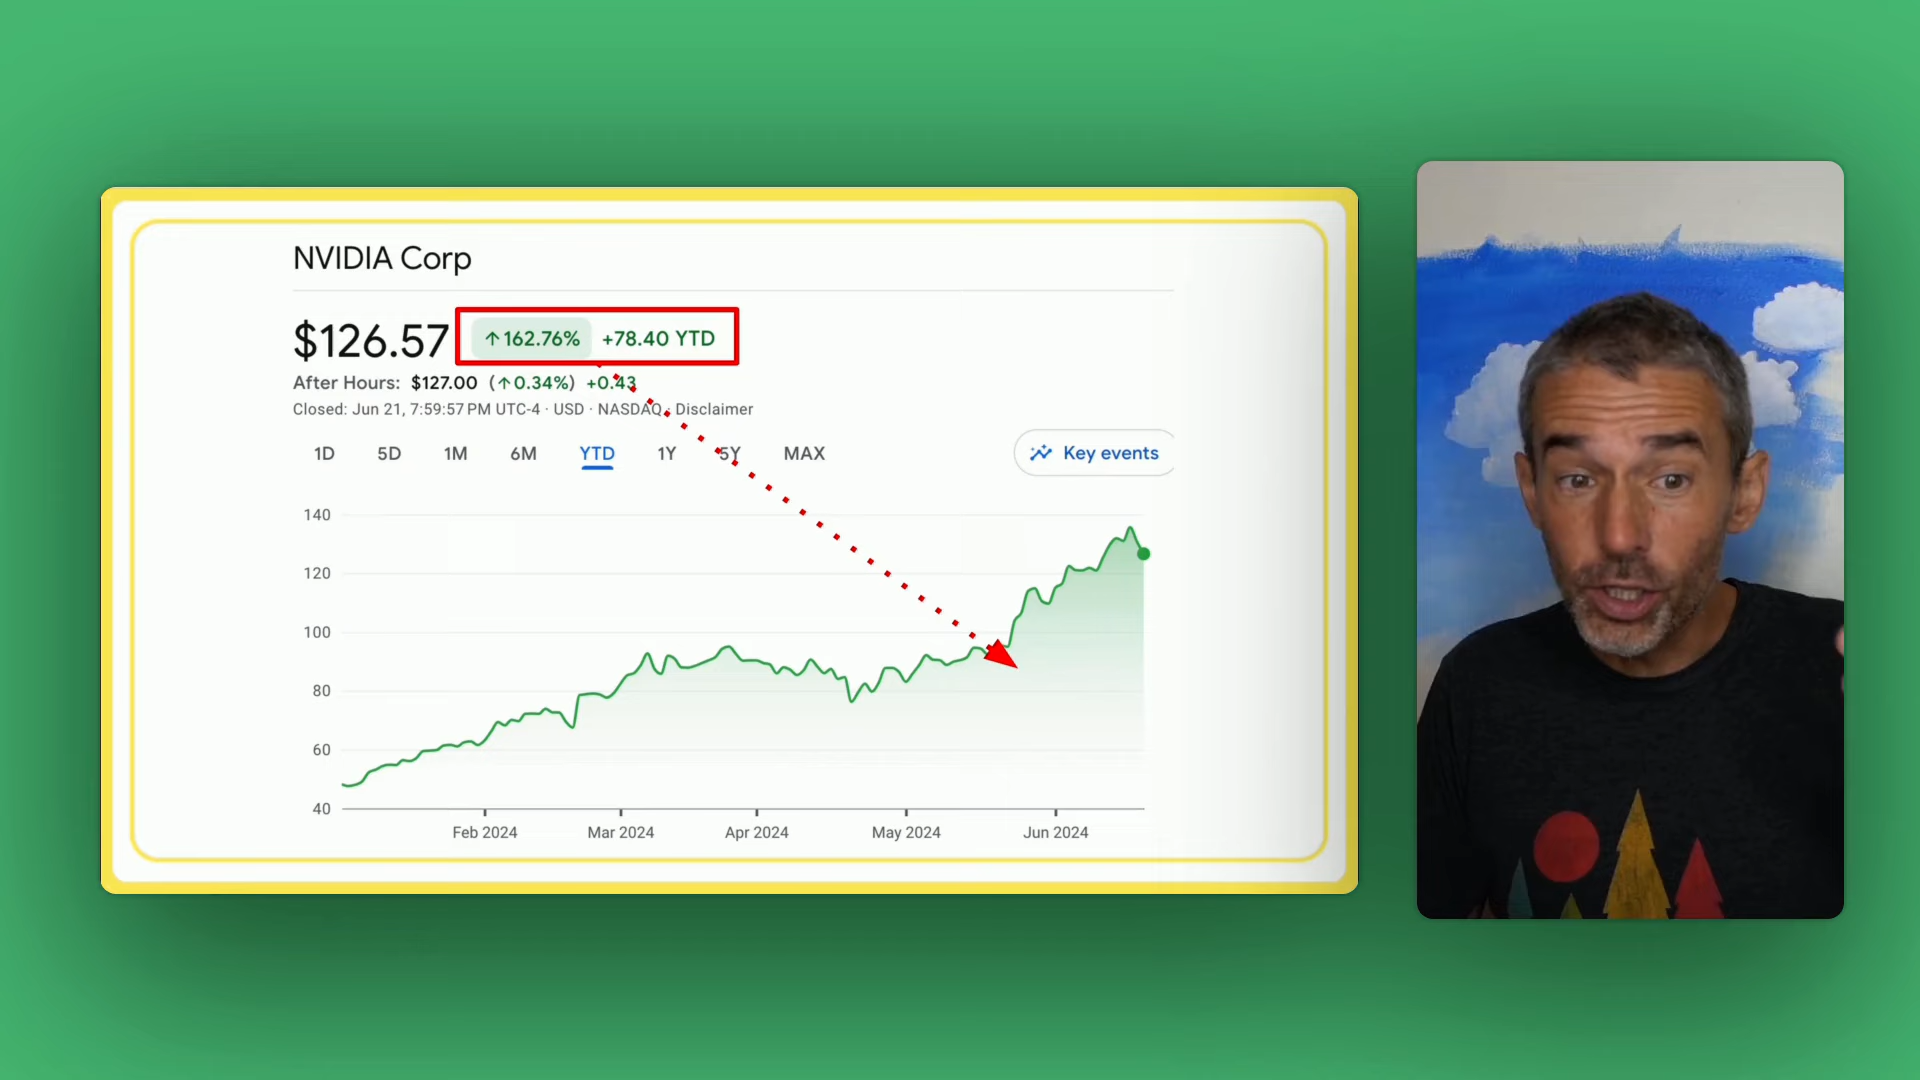 NVIDIA Corp
$126.57 ↑162.76% +78.40 YTD
After Hours: $127.00 (↑0.34%) +0.43
Closed: Jun 21, 7:59:57 PM UTC-4 · USD · NASDAQ · Disclaimer
1D 5D 1M 6M YTD 1Y 5Y MAX Key events
140
120
100
80
60
40
Feb 2024 Mar 2024 Apr 2024 May 2024 Jun 2024